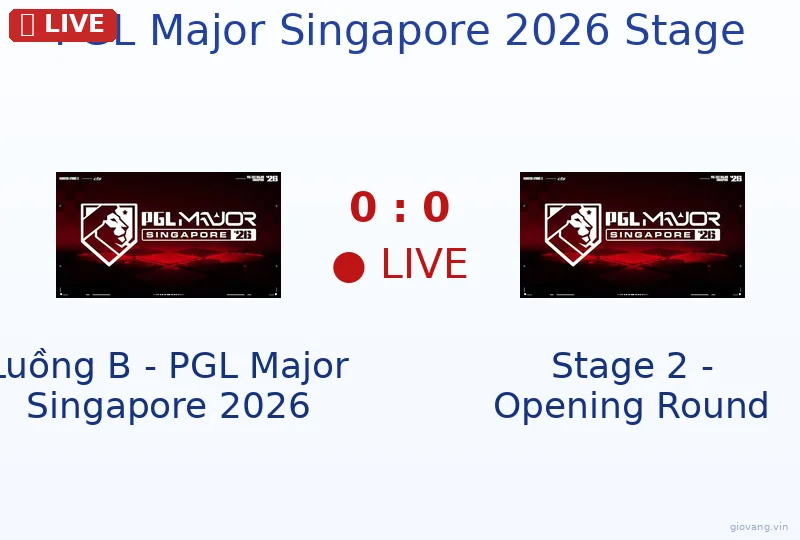 LIVE
PGL Major Singapore 2026 Stage
PGL MAJOR
SINGAPORE '26
0 : 0
PGL MAJOR
SINGAPORE '26
● LIVE
Luồng B - PGL Major
Singapore 2026
Stage 2 -
Opening Round
giovang.vin